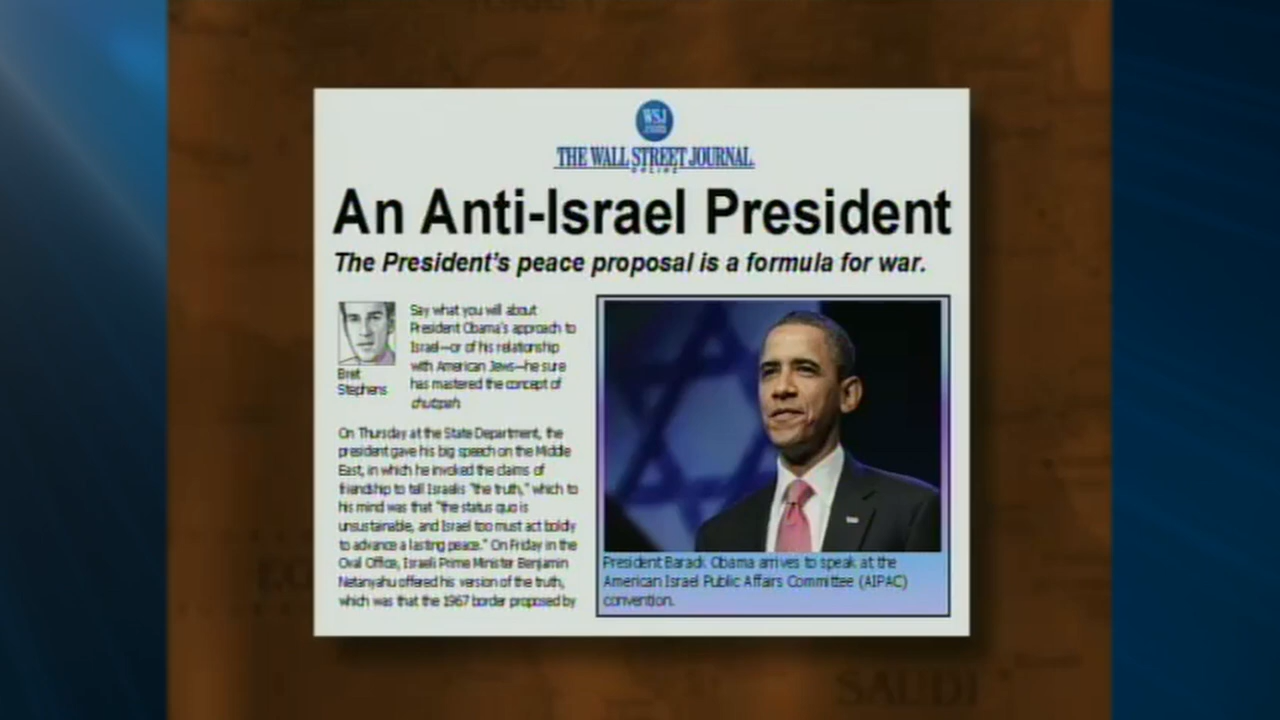 WSJ
THE WALL STREET JOURNAL
ONLINE
An Anti-Israel President
The President's peace proposal is a formula for war.
Bret
Stephens
Say what you will about
President Obama's approach to
Israel—or of his relationship
with American Jews—he sure
has mastered the concept of
chutzpah.
On Thursday at the State Department, the
president gave his big speech on the Middle
East, in which he invoked the claims of
friendship to tell Israelis "the truth," which to
his mind was that "the status quo is
unsustainable, and Israel too must act boldly
to advance a lasting peace." On Friday in the
Oval Office, Israeli Prime Minister Benjamin
Netanyahu offered his version of the truth,
which was that the 1967 border proposed by
President Barack Obama arrives to speak at the
American Israel Public Affairs Committee (AIPAC)
convention.
SAUDI